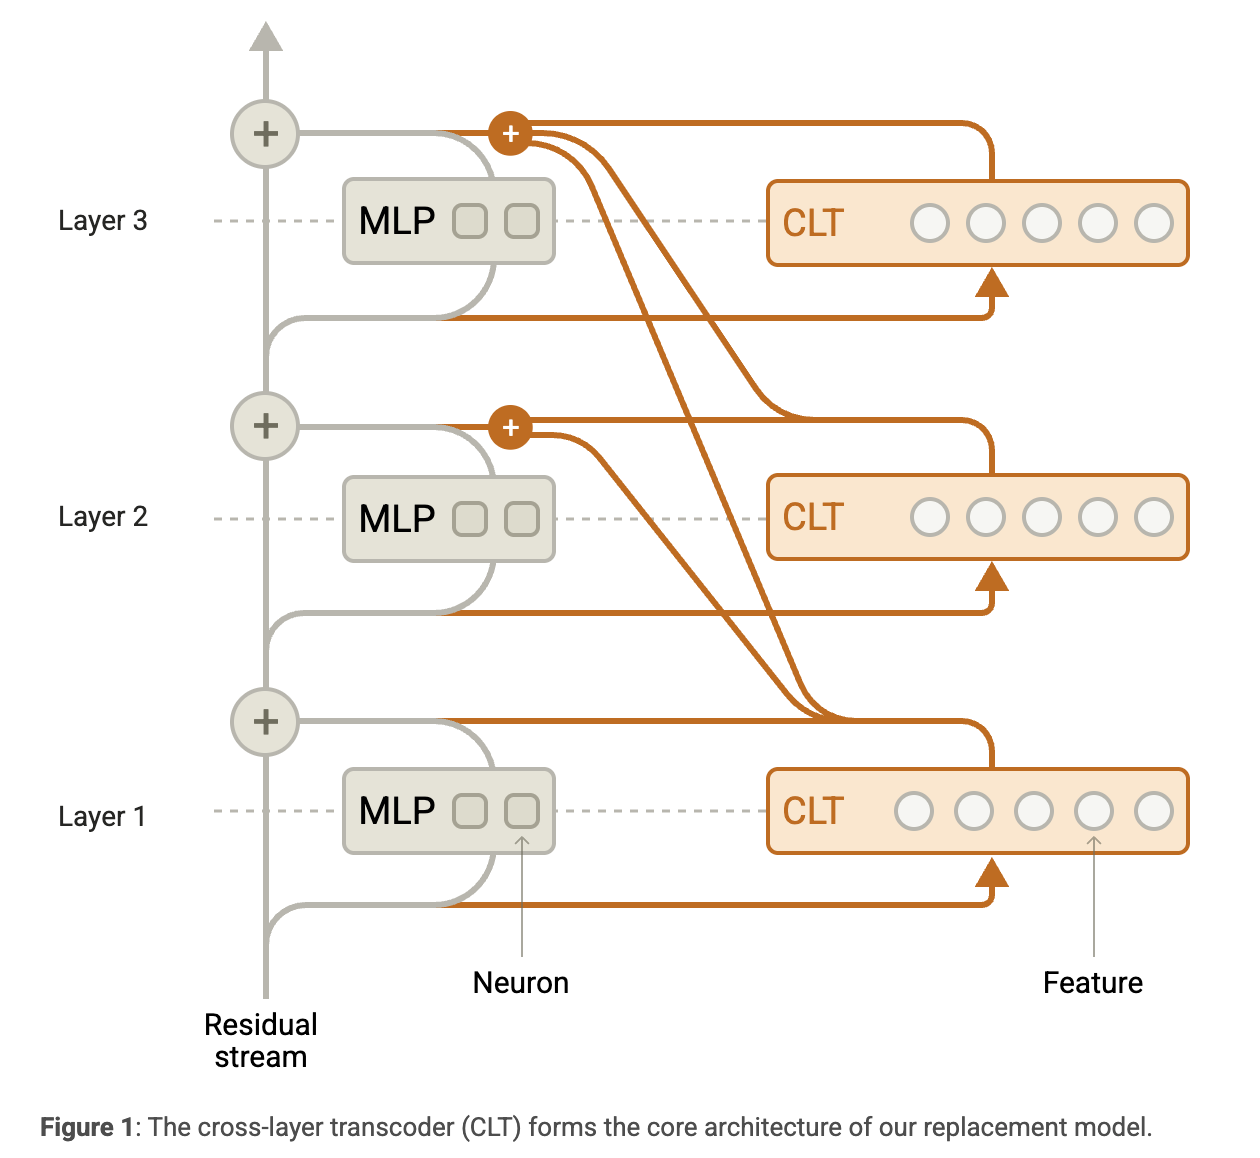 Layer 3
MLP
CLT
Layer 2
MLP
CLT
Layer 1
MLP
CLT
Neuron
Feature
Residual
stream
Figure 1: The cross-layer transcoder (CLT) forms the core architecture of our replacement model.